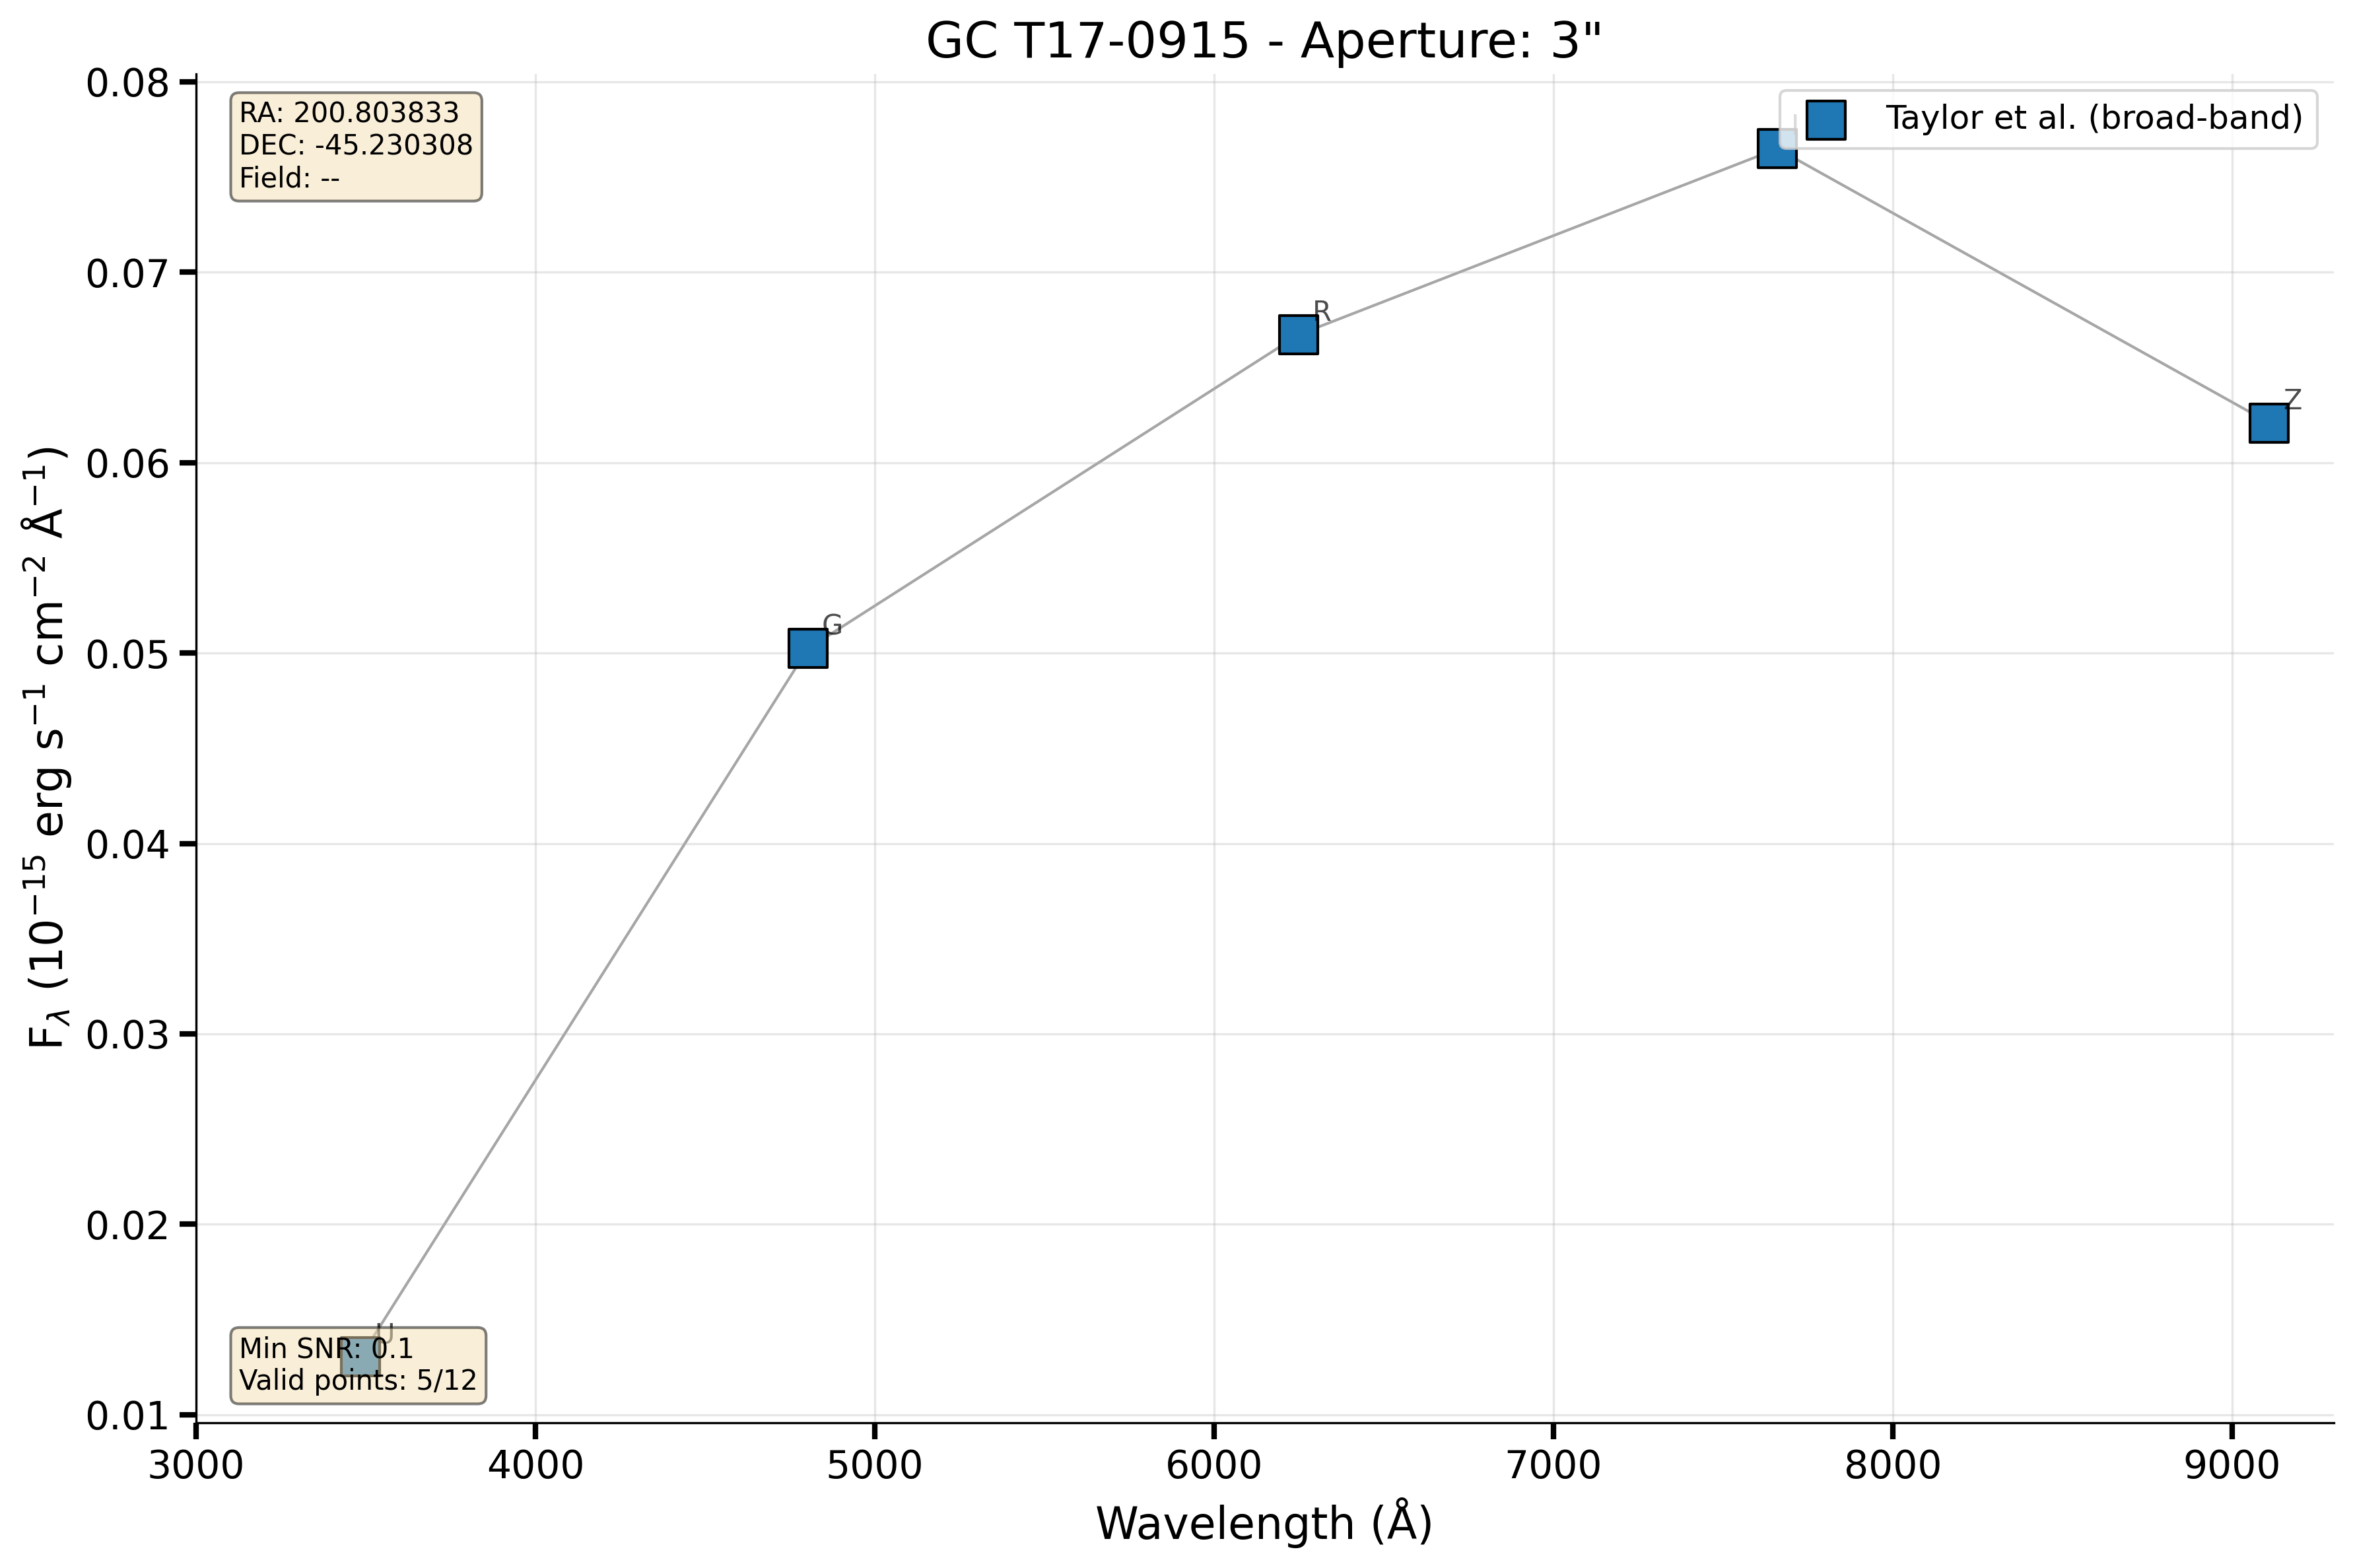 GC T17-0915 - Aperture: 3"
RA: 200.803833
DEC: -45.230308
Field: --
Taylor et al. (broad-band)
F_λ (10⁻¹⁵ erg s⁻¹ cm⁻² Å⁻¹)
0.08
0.07
0.06
0.05
0.04
0.03
0.02
0.01
U
G
R
I
Z
Min SNR: 0.1
Valid points: 5/12
3000 4000 5000 6000 7000 8000 9000
Wavelength (Å)